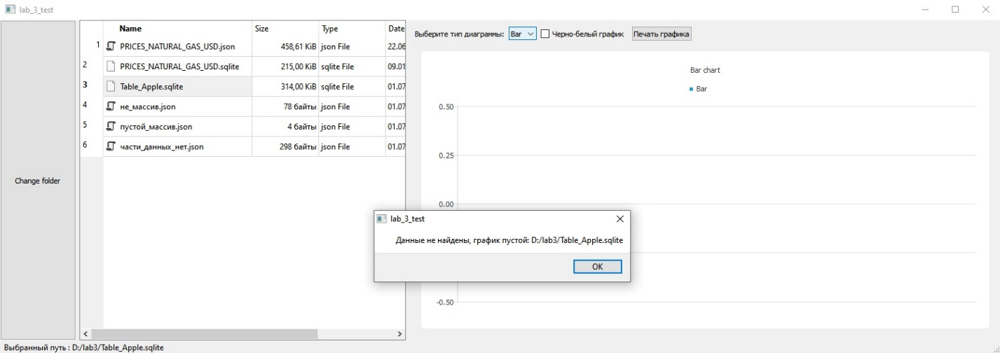 lab_3_test
Name Size Type Date
1 PRICES_NATURAL_GAS_USD.json 458,61 KiB json File 22.06
2 PRICES_NATURAL_GAS_USD.sqlite 215,00 KiB sqlite File 09.01
3 Table_Apple.sqlite 314,00 KiB sqlite File 01.07
4 не_массив.json 78 байты json File 01.07
5 пустой_массив.json 4 байты json File 01.07
6 части_данных_нет.json 298 байты json File 01.07
Change folder
Выберите тип диаграммы: Bar Черно-белый график Печать графика
Bar chart
Bar
0.50
0.25
0.00
-0.50
lab_3_test
Данные не найдены, график пустой: D:/lab3/Table_Apple.sqlite
OK
Выбранный путь : D:/lab3/Table_Apple.sqlite